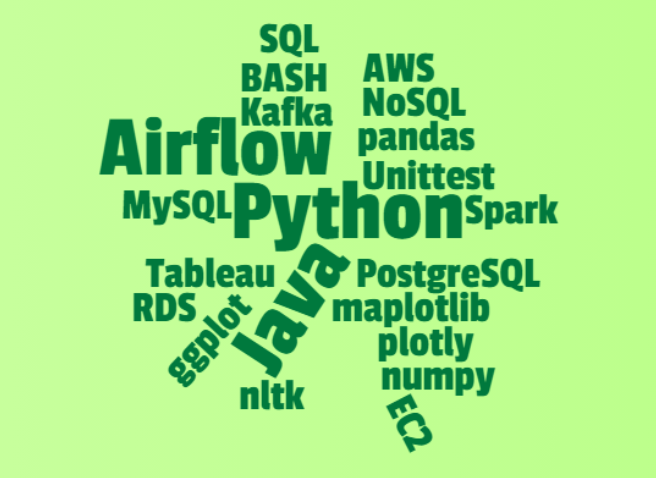 SQL
BASH
AWS
Kafka
NoSQL
Airflow
pandas
Unittest
MySQL
Python
Spark
Tableau
PostgreSQL
RDS
ggplot
Java
maplotlib
plotly
numpy
nltk
EC2